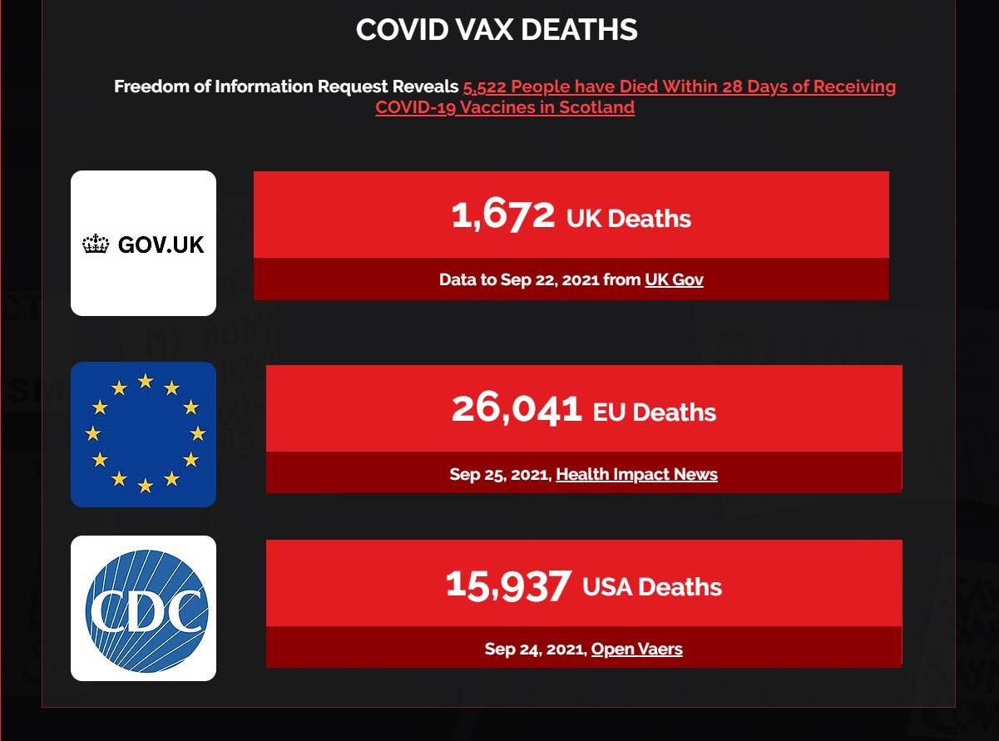 COVID VAX DEATHS
Freedom of Information Request Reveals 5,522 People have Died Within 28 Days of Receiving
COVID-19 Vaccines in Scotland
GOV.UK
1,672 UK Deaths
Data to Sep 22, 2021 from UK Gov
MY BODY
26,041 EU Deaths
Sep 25, 2021, Health Impact News
CDC
15,937 USA Deaths
Sep 24, 2021, Open Vaers